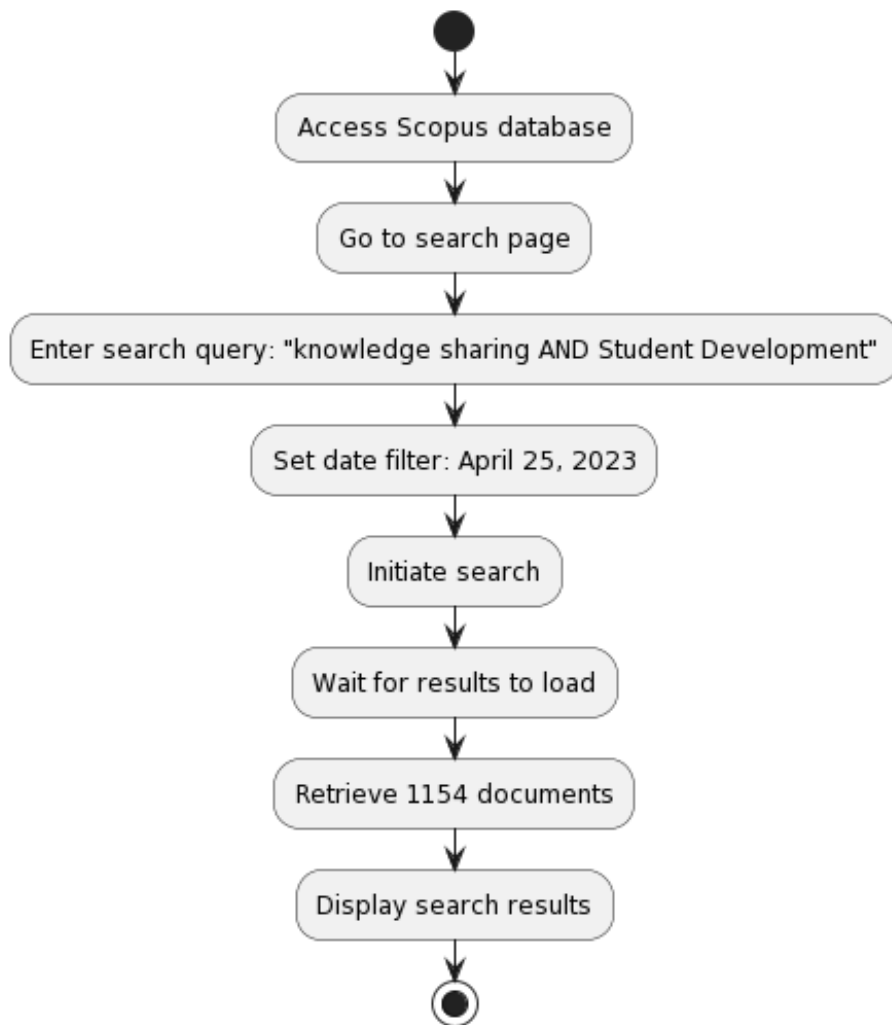 Access Scopus database
Go to search page
Enter search query: "knowledge sharing AND Student Development"
Set date filter: April 25, 2023
Initiate search
Wait for results to load
Retrieve 1154 documents
Display search results